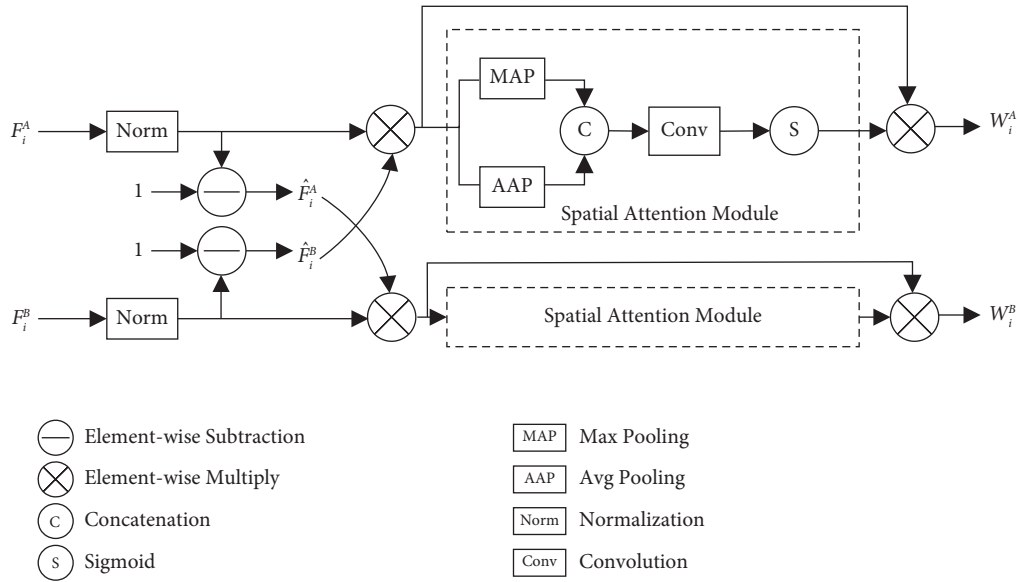 F_i^A Norm MAP C Conv S W_i^A
AAP
1 F̂_i^A
Spatial Attention Module
1 F̂_i^B
F_i^B Norm Spatial Attention Module W_i^B
Element-wise Subtraction
Element-wise Multiply
C Concatenation
S Sigmoid
MAP Max Pooling
AAP Avg Pooling
Norm Normalization
Conv Convolution